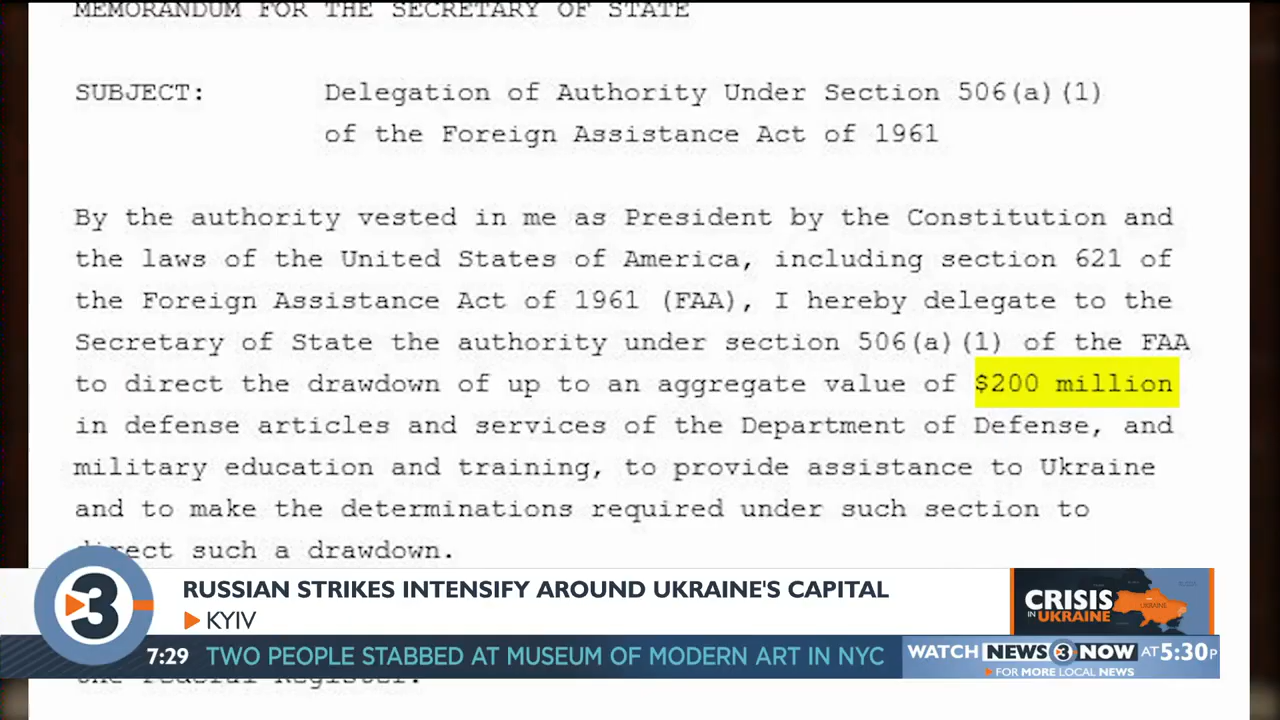 MEMORANDUM FOR THE SECRETARY OF STATE
SUBJECT: Delegation of Authority Under Section 506(a)(1)
of the Foreign Assistance Act of 1961
By the authority vested in me as President by the Constitution and
the laws of the United States of America, including section 621 of
the Foreign Assistance Act of 1961 (FAA), I hereby delegate to the
Secretary of State the authority under section 506(a)(1) of the FAA
to direct the drawdown of up to an aggregate value of $200 million
in defense articles and services of the Department of Defense, and
military education and training, to provide assistance to Ukraine
and to make the determinations required under such section to
direct such a drawdown.
3
RUSSIAN STRIKES INTENSIFY AROUND UKRAINE'S CAPITAL
KYIV
CRISIS
IN UKRAINE
UKRAINE
7:29 TWO PEOPLE STABBED AT MUSEUM OF MODERN ART IN NYC
WATCH NEWS 3 NOW AT 5:30P
FOR MORE LOCAL NEWS
the Federal Register.